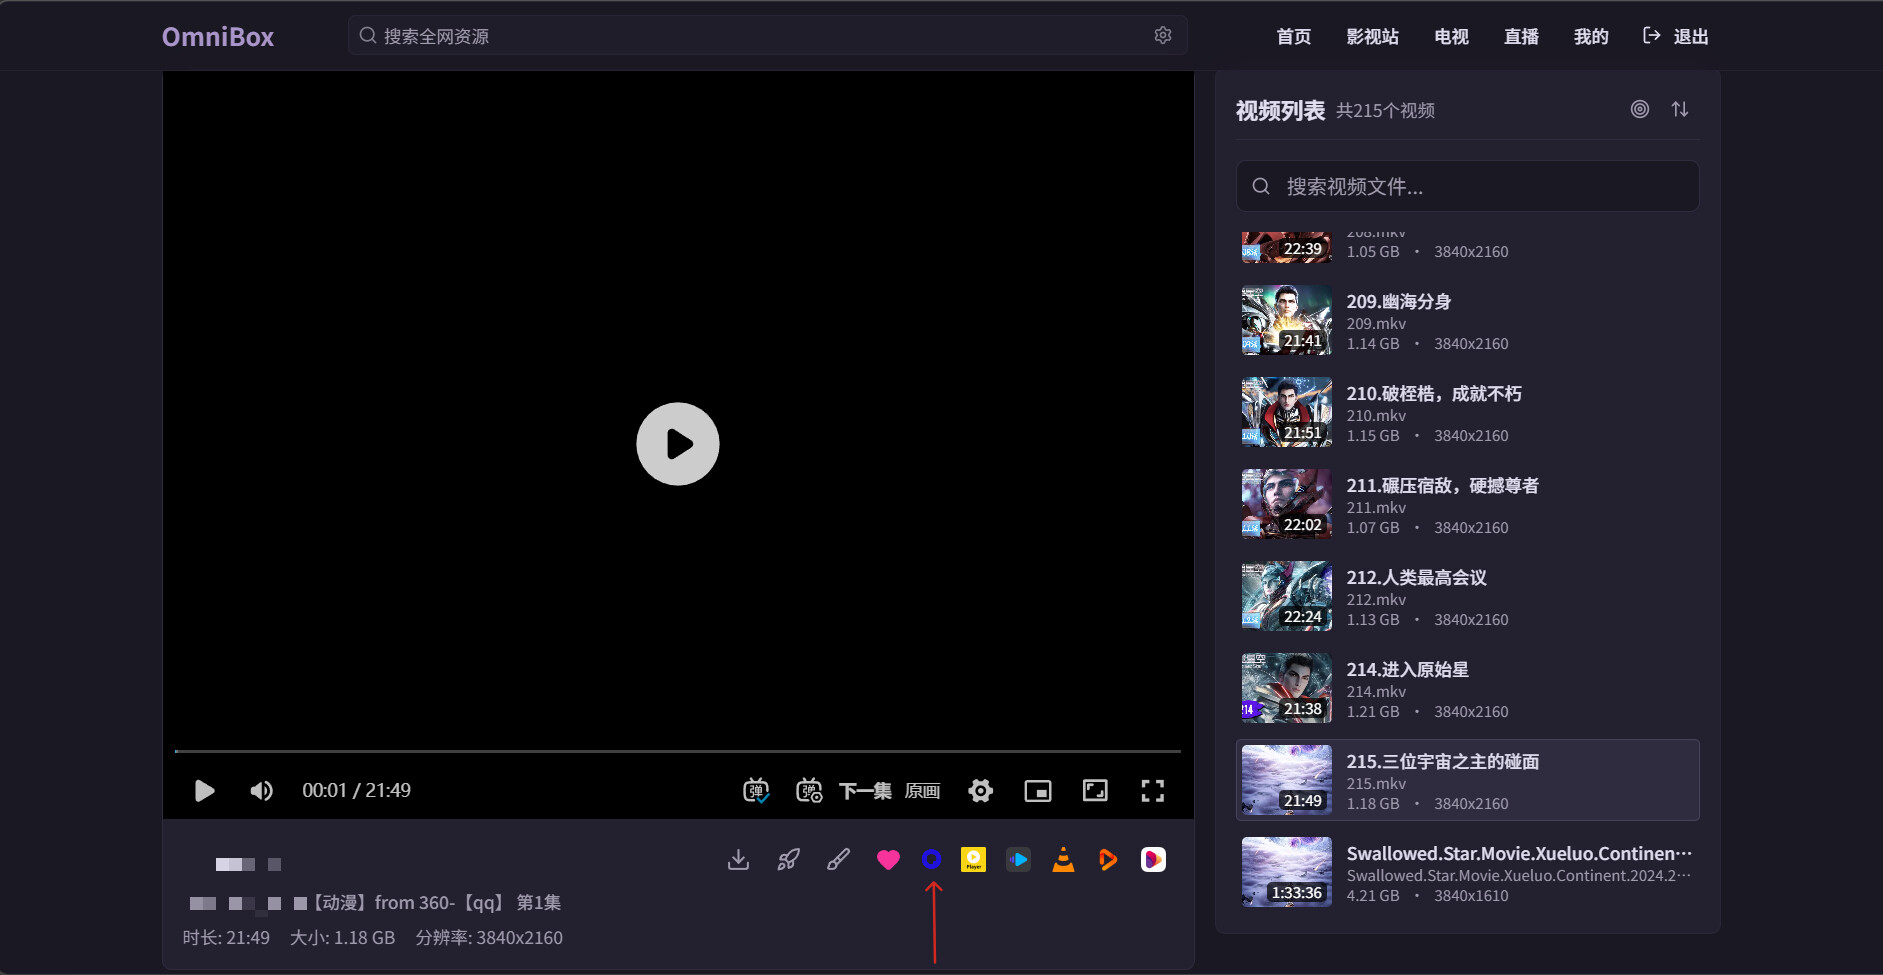 OmniBox
搜索全网资源
首页
影视站
电视
直播
我的
退出
00:01 / 21:49
弹
弹
下一集
原画
Player
【动漫】from 360-【qq】 第1集
时长: 21:49
大小: 1.18 GB
分辨率: 3840x2160
视频列表
共215个视频
搜索视频文件...
22:39
208.mkv
1.05 GB • 3840x2160
21:41
209.幽海分身
209.mkv
1.14 GB • 3840x2160
21:51
210.破桎梏，成就不朽
210.mkv
1.15 GB • 3840x2160
22:02
211.碾压宿敌，硬撼尊者
211.mkv
1.07 GB • 3840x2160
22:24
212.人类最高会议
212.mkv
1.13 GB • 3840x2160
214
21:38
214.进入原始星
214.mkv
1.21 GB • 3840x2160
21:49
215.三位宇宙之主的碰面
215.mkv
1.18 GB • 3840x2160
1:33:36
Swallowed.Star.Movie.Xueluo.Continen···
Swallowed.Star.Movie.Xueluo.Continent.2024.2···
4.21 GB • 3840x1610